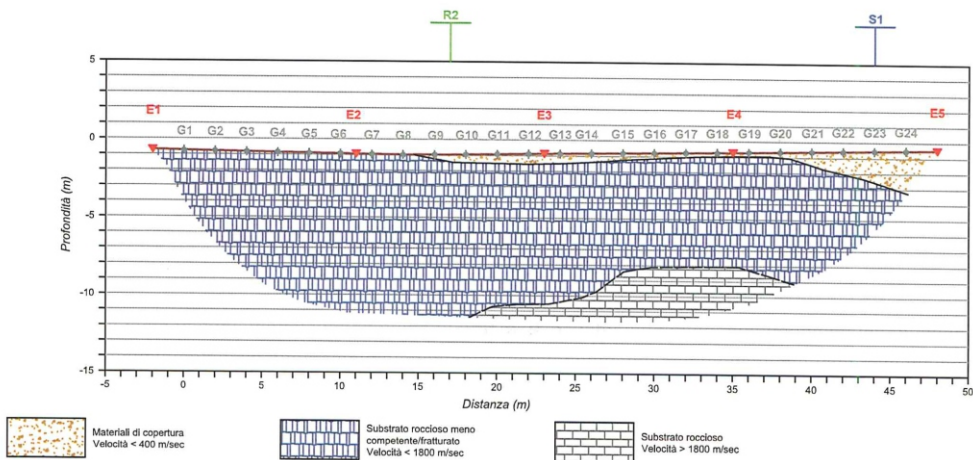 R2
S1
5
E1
E2
E3
E4
E5
0
G1 G2 G3 G4 G5 G6 G7 G8 G9 G10 G11 G12 G13 G14 G15 G16 G17 G18 G19 G20 G21 G22 G23 G24
Profondità (m)
-5
-10
-15
-5 0 5 10 15 20 25 30 35 40 45 50
Distanza (m)
Materiali di copertura
Velocità < 400 m/sec
Substrato roccioso meno
competente/fratturato
Velocità < 1800 m/sec
Substrato roccioso
Velocità > 1800 m/sec